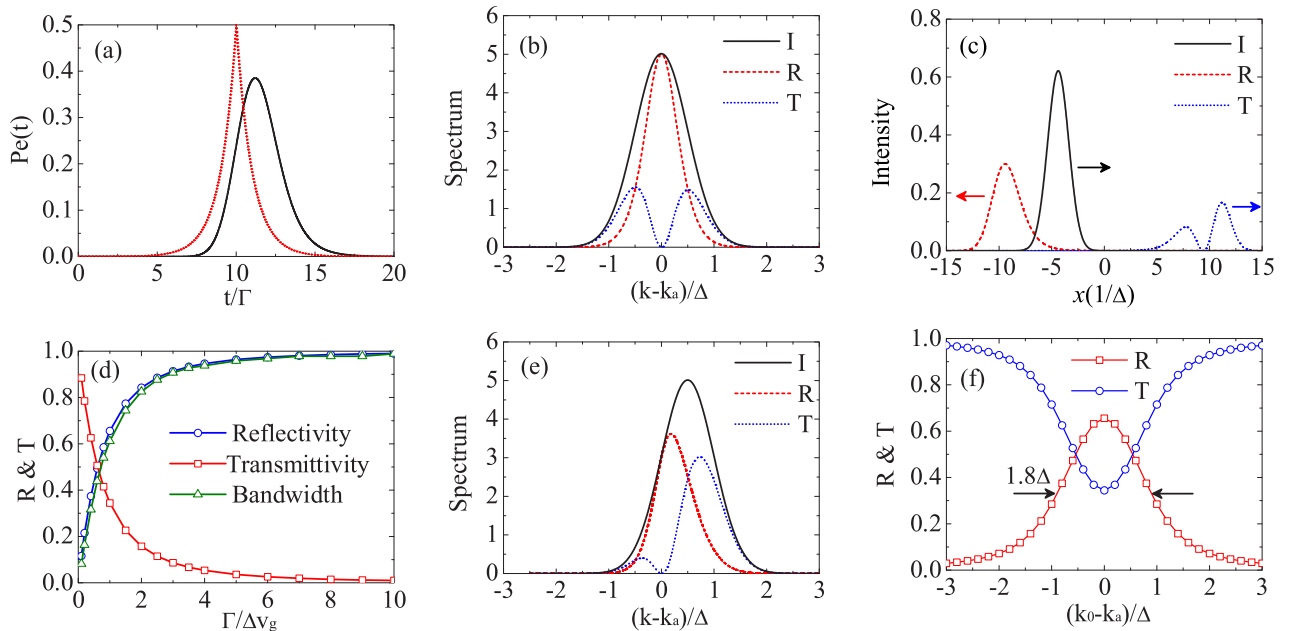 (a)
Pe(t)
0.5
0.4
0.3
0.2
0.1
0.0
0 5 10 15 20
t/Γ
(b)
I
R
T
Spectrum
6
5
4
3
2
1
0
-3 -2 -1 0 1 2 3
(k-kₐ)/Δ
(c)
I
R
T
Intensity
0.8
0.6
0.4
0.2
0.0
-15 -10 -5 0 5 10 15
x(1/Δ)
(d)
Reflectivity
Transmittivity
Bandwidth
R & T
1.0
0.8
0.6
0.4
0.2
0.0
0 2 4 6 8 10
Γ/Δvg
(e)
I
R
T
Spectrum
6
5
4
3
2
1
0
-3 -2 -1 0 1 2 3
(k-kₐ)/Δ
(f)
R
T
1.8Δ
R & T
1.0
0.8
0.6
0.4
0.2
0.0
-3 -2 -1 0 1 2 3
(k₀-kₐ)/Δ